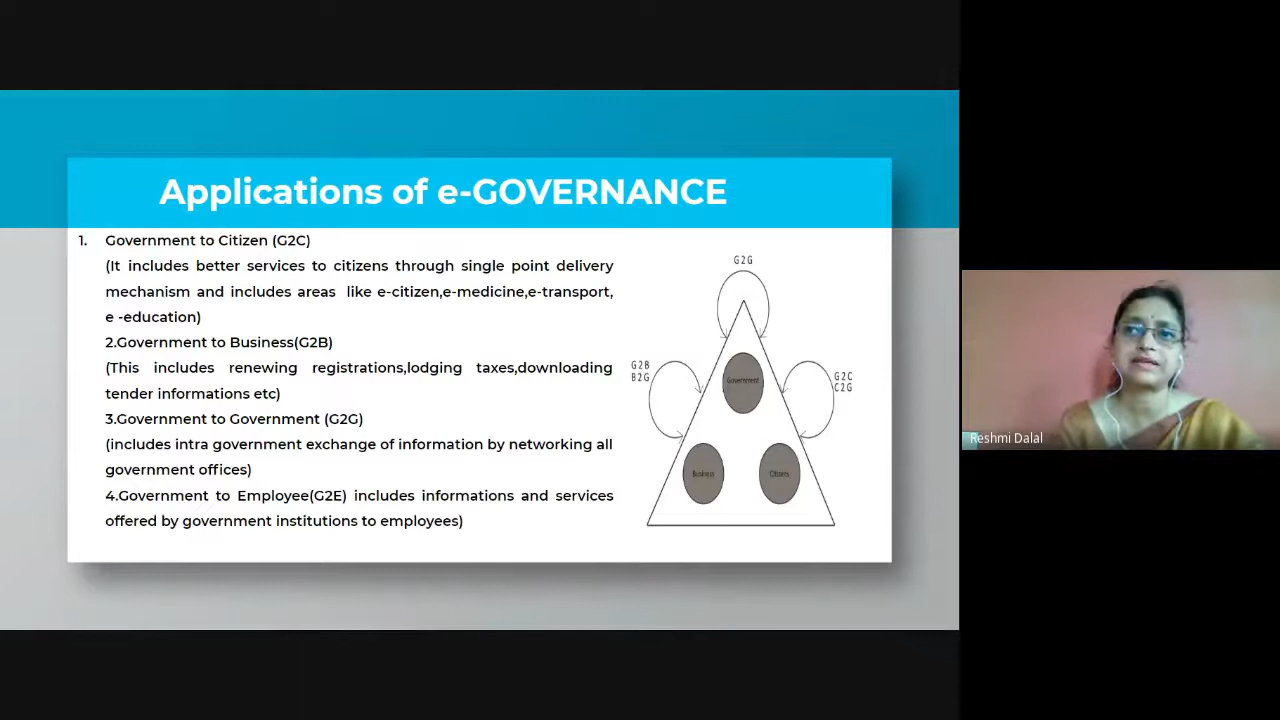 Applications of e-GOVERNANCE
1. Government to Citizen (G2C)
(It includes better services to citizens through single point delivery
mechanism and includes areas like e-citizen,e-medicine,e-transport,
e -education)
2.Government to Business(G2B)
(This includes renewing registrations,lodging taxes,downloading
tender informations etc)
3.Government to Government (G2G)
(includes intra government exchange of information by networking all
government offices)
4.Government to Employee(G2E) includes informations and services
offered by government institutions to employees)
G2G
G2B
B2G
G2C
C2G
Government
Business
Citizens
Reshmi Dalal